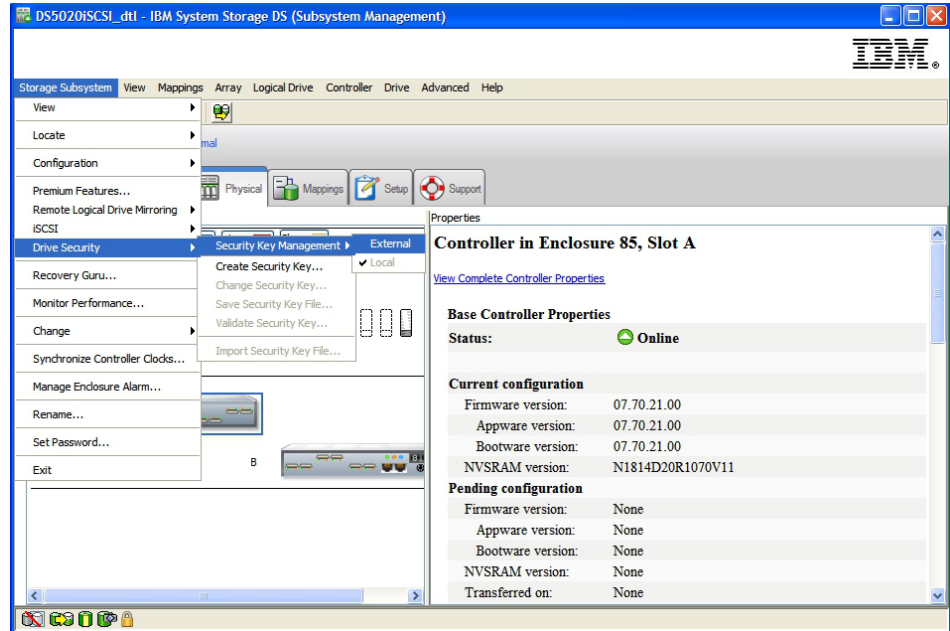 DS5020iSCSI_dtl - IBM System Storage DS (Subsystem Management)
IBM
Storage Subsystem View Mappings Array Logical Drive Controller Drive Advanced Help
View
Locate
Configuration
Premium Features...
Remote Logical Drive Mirroring
iSCSI
Drive Security
Recovery Guru...
Monitor Performance...
Change
Synchronize Controller Clocks...
Manage Enclosure Alarm...
Rename...
Set Password...
Exit
mal
Physical Mappings Setup Support
Security Key Management
Create Security Key...
Change Security Key...
Save Security Key File...
Validate Security Key...
Import Security Key File...
External
Local
B
Properties
Controller in Enclosure 85, Slot A
View Complete Controller Properties
Base Controller Properties
Status: Online
Current configuration
Firmware version: 07.70.21.00
Appware version: 07.70.21.00
Bootware version: 07.70.21.00
NVSRAM version: N1814D20R1070V11
Pending configuration
Firmware version: None
Appware version: None
Bootware version: None
NVSRAM version: None
Transferred on: None